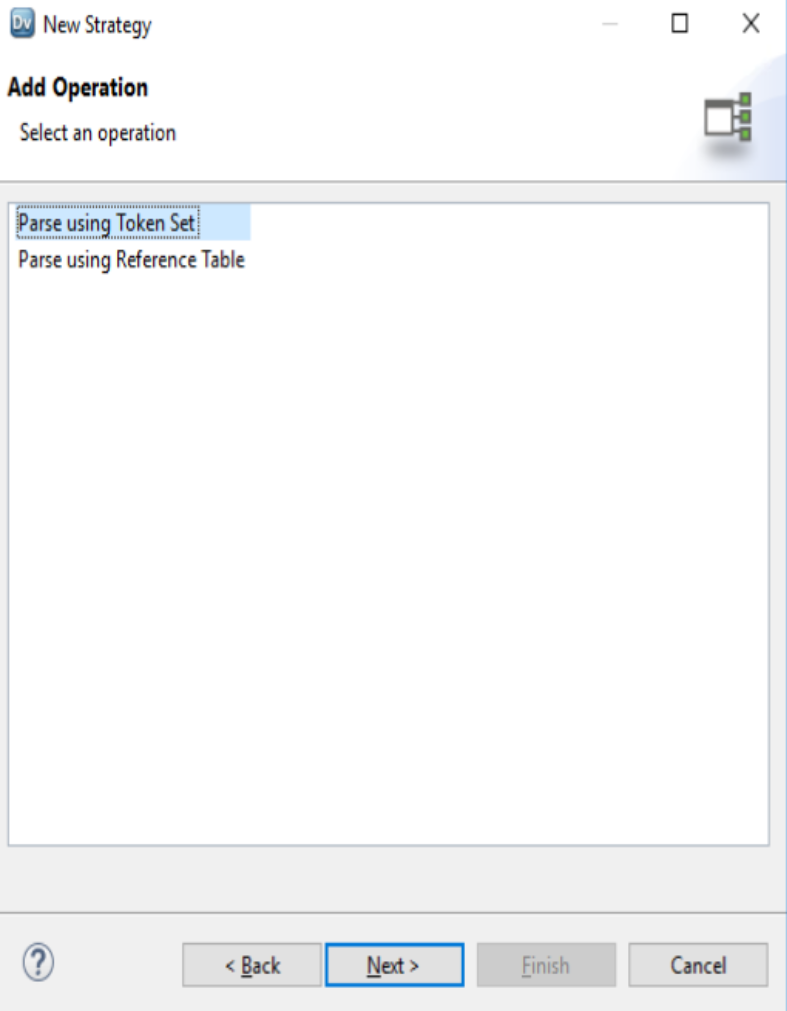 Dv New Strategy
Add Operation
Select an operation
Parse using Token Set
Parse using Reference Table
?
< Back Next > Finish Cancel